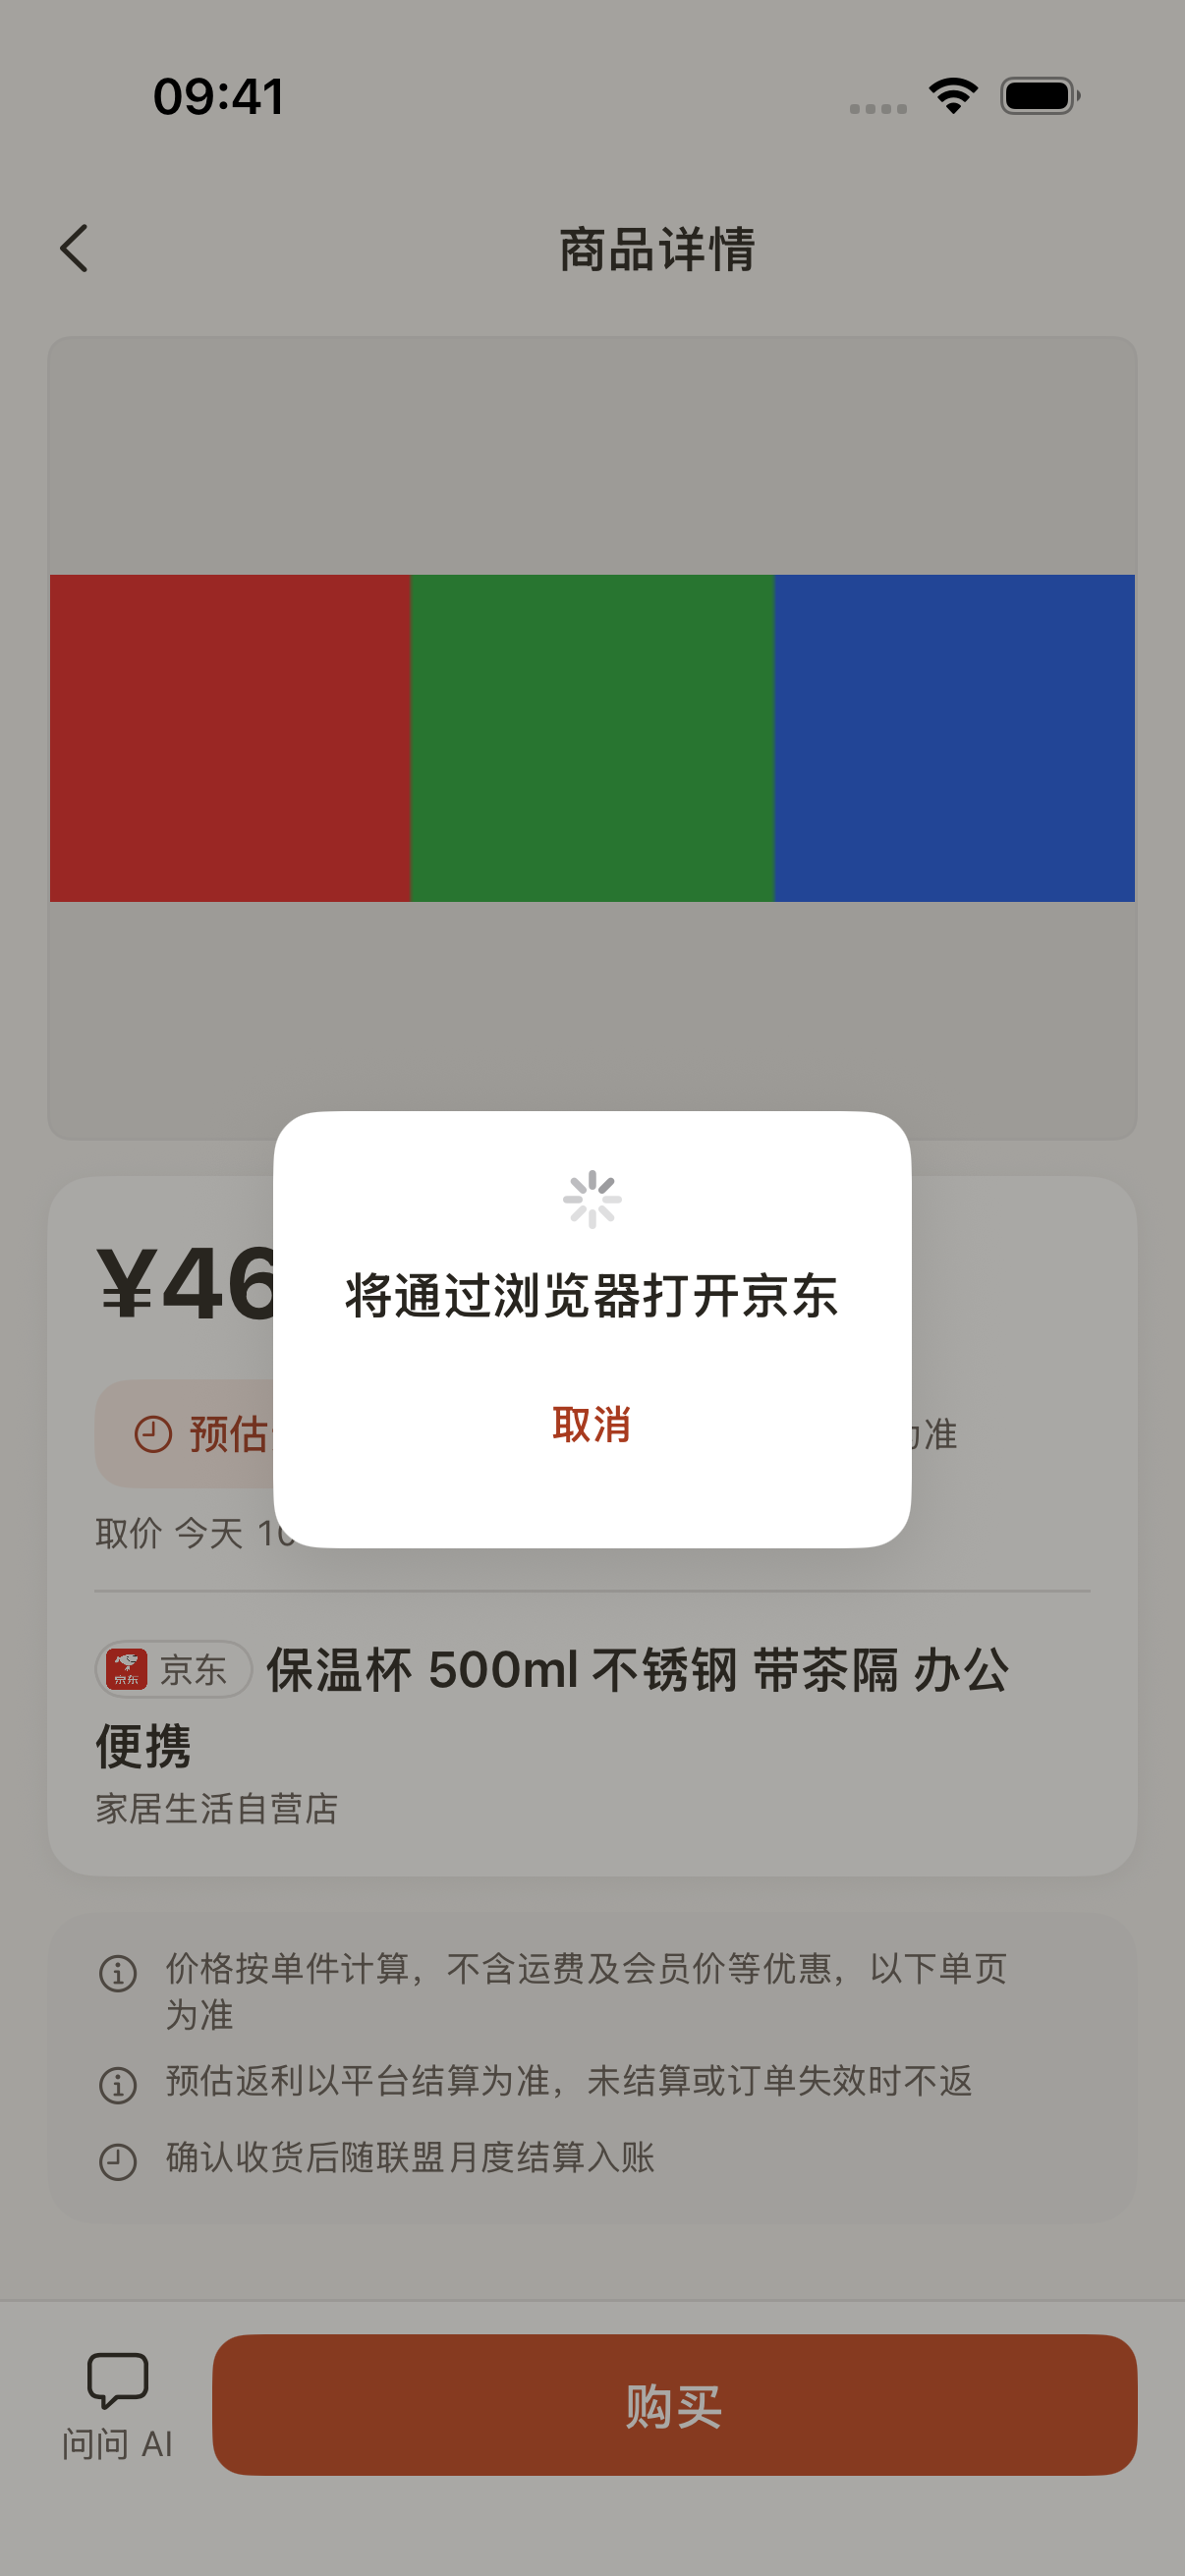 09:41
商品详情
¥46
将通过浏览器打开京东
取消
预估
准
取价 今天 10
京东 京东 保温杯 500ml 不锈钢 带茶隔 办公
便携
家居生活自营店
价格按单件计算，不含运费及会员价等优惠，以下单页
为准
预估返利以平台结算为准，未结算或订单失效时不返
确认收货后随联盟月度结算入账
问问 AI
购买